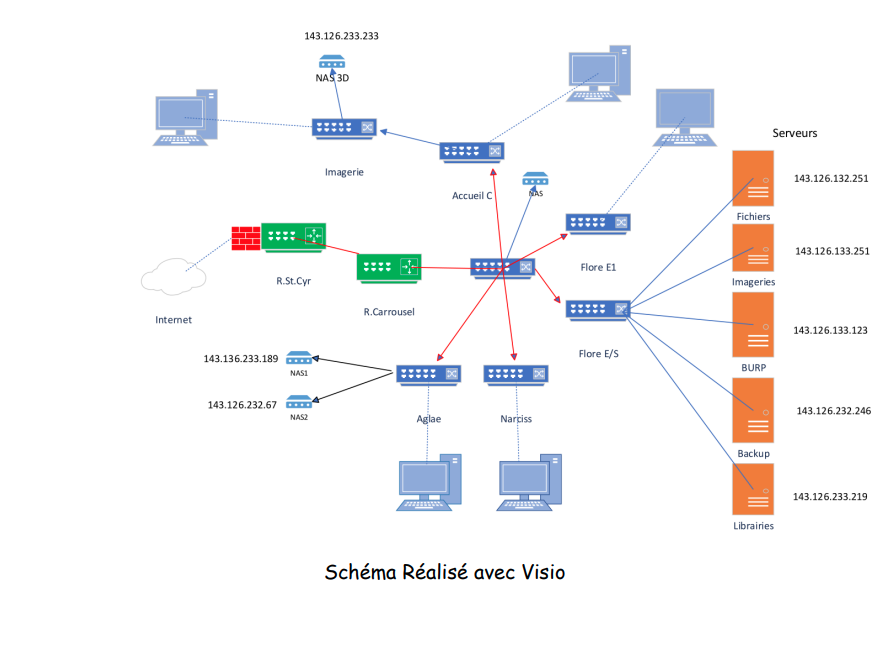 143.126.233.233
NAS 3D
Serveurs
Imagerie
143.126.132.251
Accueil C
NAS
Fichiers
143.126.133.251
Flore E1
R.St.Cyr
Imageries
R.Carrousel
Internet
143.126.133.123
Flore E/S
143.136.233.189
NAS1
BURP
143.126.232.67
NAS2
Aglae
Narciss
143.126.232.246
Backup
143.126.233.219
Librairies
Schéma Réalisé avec Visio